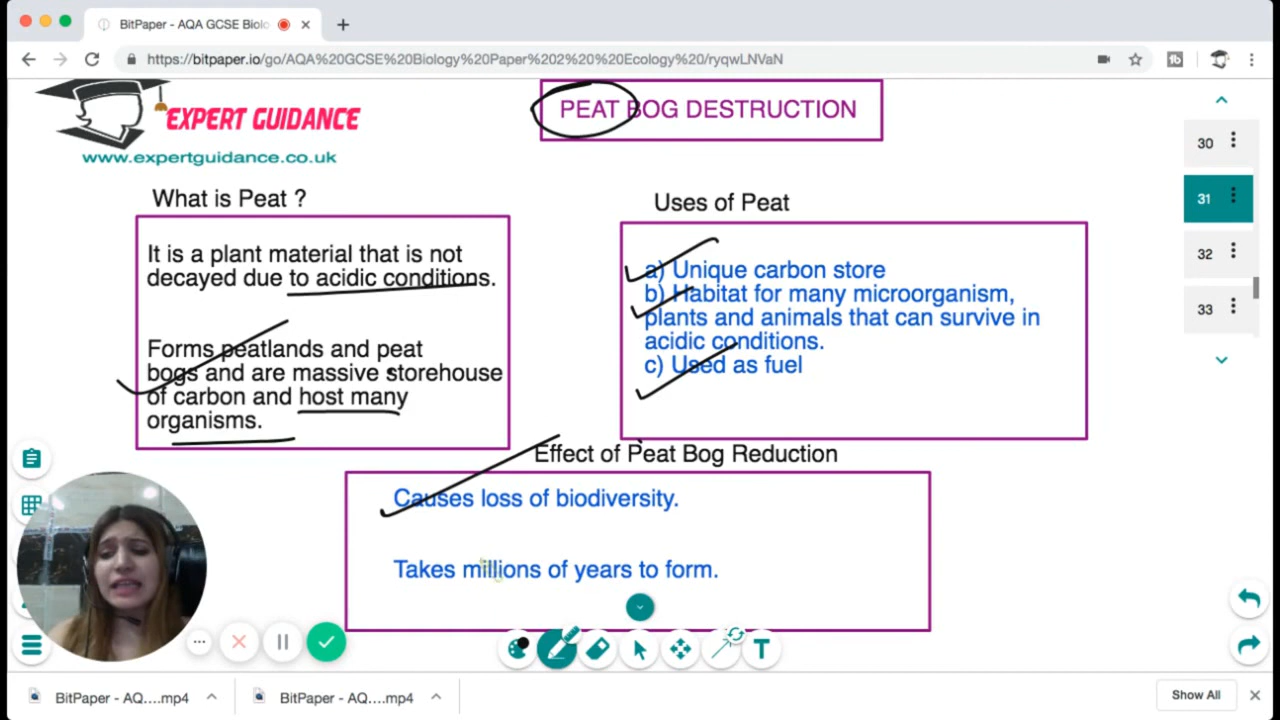 BitPaper - AQA GCSE Biolo
https://bitpaper.io/go/AQA%20GCSE%20Biology%20Paper%202%20%20Ecology%20/ryqwLNVaN
EXPERT GUIDANCE
www.expertguidance.co.uk
PEAT BOG DESTRUCTION
30
31
32
33
What is Peat ?
It is a plant material that is not
decayed due to acidic conditions.
Forms peatlands and peat
bogs and are massive storehouse
of carbon and host many
organisms.
Uses of Peat
a) Unique carbon store
b) Habitat for many microorganism,
plants and animals that can survive in
acidic conditions.
c) Used as fuel
Effect of Peat Bog Reduction
Causes loss of biodiversity.
Takes millions of years to form.
T
BitPaper - AQ....mp4
BitPaper - AQ....mp4
Show All